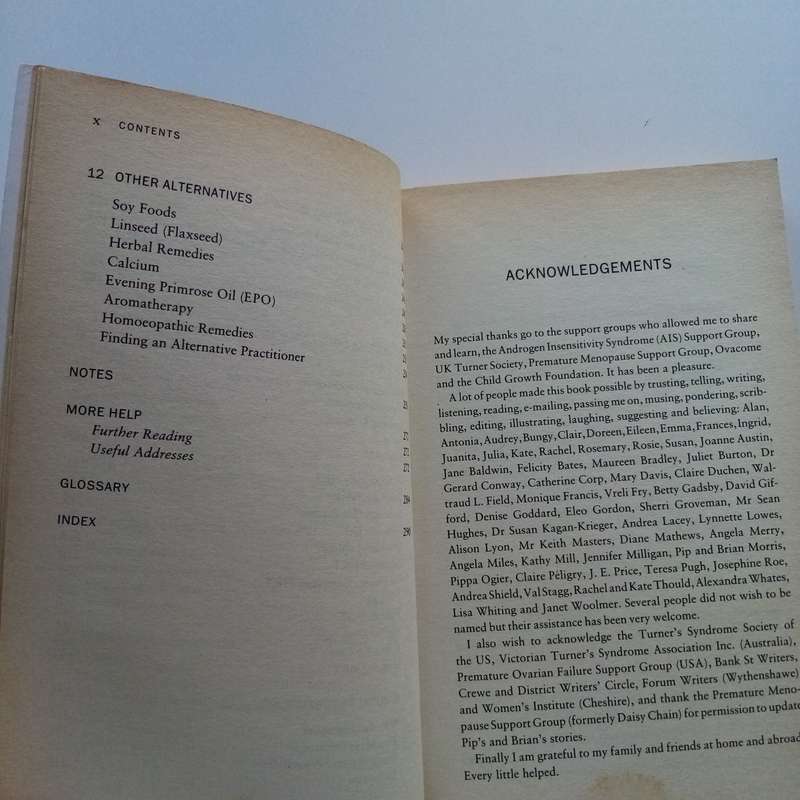 x CONTENTS
12 OTHER ALTERNATIVES
Soy Foods
Linseed (Flaxseed)
Herbal Remedies
Calcium
Evening Primrose Oil (EPO)
Aromatherapy
Homoeopathic Remedies
Finding an Alternative Practitioner
NOTES
MORE HELP
Further Reading
Useful Addresses
GLOSSARY
INDEX
290
ACKNOWLEDGEMENTS
My special thanks go to the support groups who allowed me to share
and learn, the Androgen Insensitivity Syndrome (AIS) Support Group,
UK Turner Society, Premature Menopause Support Group, Ovacome
and the Child Growth Foundation. It has been a pleasure.
A lot of people made this book possible by trusting, telling, writing,
listening, reading, e-mailing, passing me on, musing, pondering, scrib-
bling, editing, illustrating, laughing, suggesting and believing: Alan,
Antonia, Audrey, Bungy, Clair, Doreen, Eileen, Emma, Frances, Ingrid,
Juanita, Julia, Kate, Rachel, Rosemary, Rosie, Susan, Joanne Austin,
Jane Baldwin, Felicity Bates, Maureen Bradley, Juliet Burton, Dr
Gerard Conway, Catherine Corp, Mary Davis, Claire Duchen, Wal-
traud L. Field, Monique Francis, Vreli Fry, Betty Gadsby, David Gif-
ford, Denise Goddard, Eleo Gordon, Sherri Groveman, Mr Sean
Hughes, Dr Susan Kagan-Krieger, Andrea Lacey, Lynnette Lowes,
Alison Lyon, Mr Keith Masters, Diane Mathews, Angela Merry,
Angela Miles, Kathy Mill, Jennifer Milligan, Pip and Brian Morris,
Pippa Ogier, Claire Péligry, J. E. Price, Teresa Pugh, Josephine Roe,
Andrea Shield, Val Stagg, Rachel and Kate Thould, Alexandra Whates,
Lisa Whiting and Janet Woolmer. Several people did not wish to be
named but their assistance has been very welcome.
I also wish to acknowledge the Turner's Syndrome Society of
the US, Victorian Turner's Syndrome Association Inc. (Australia),
Premature Ovarian Failure Support Group (USA), Bank St Writers,
Crewe and District Writers' Circle, Forum Writers (Wythenshawe)
and Women's Institute (Cheshire), and thank the Premature Meno-
pause Support Group (formerly Daisy Chain) for permission to update
Pip's and Brian's stories.
Finally I am grateful to my family and friends at home and abroad.
Every little helped.